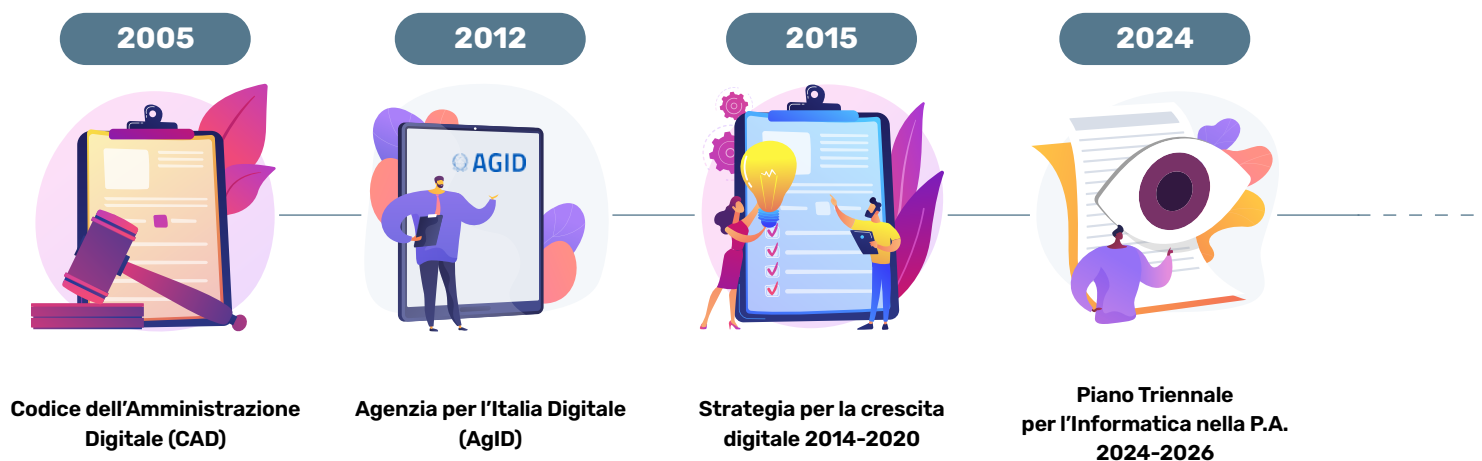 2005
2012
2015
2024
AGID
Codice dell’Amministrazione
Digitale (CAD)
Agenzia per l’Italia Digitale
(AgID)
Strategia per la crescita
digitale 2014-2020
Piano Triennale
per l’Informatica nella P.A.
2024-2026